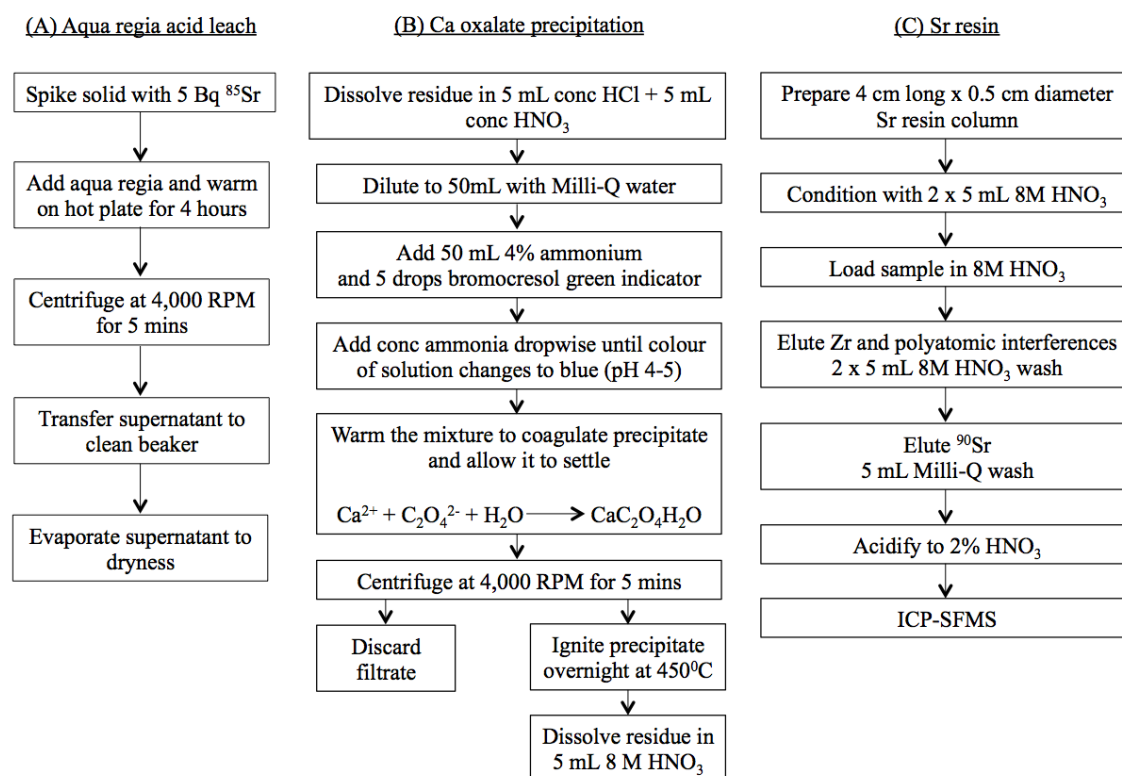 (A) Aqua regia acid leach
Spike solid with 5 Bq ⁸⁵Sr
Add aqua regia and warm
on hot plate for 4 hours
Centrifuge at 4,000 RPM
for 5 mins
Transfer supernatant to
clean beaker
Evaporate supernatant to
dryness
(B) Ca oxalate precipitation
Dissolve residue in 5 mL conc HCl + 5 mL
conc HNO₃
Dilute to 50mL with Milli-Q water
Add 50 mL 4% ammonium
and 5 drops bromocresol green indicator
Add conc ammonia dropwise until colour
of solution changes to blue (pH 4-5)
Warm the mixture to coagulate precipitate
and allow it to settle
Ca²⁺ + C₂O₄²⁻ + H₂O ⟶ CaC₂O₄H₂O
Centrifuge at 4,000 RPM for 5 mins
Discard
filtrate
Ignite precipitate
overnight at 450⁰C
Dissolve residue in
5 mL 8 M HNO₃
(C) Sr resin
Prepare 4 cm long x 0.5 cm diameter
Sr resin column
Condition with 2 x 5 mL 8M HNO₃
Load sample in 8M HNO₃
Elute Zr and polyatomic interferences
2 x 5 mL 8M HNO₃ wash
Elute ⁹⁰Sr
5 mL Milli-Q wash
Acidify to 2% HNO₃
ICP-SFMS